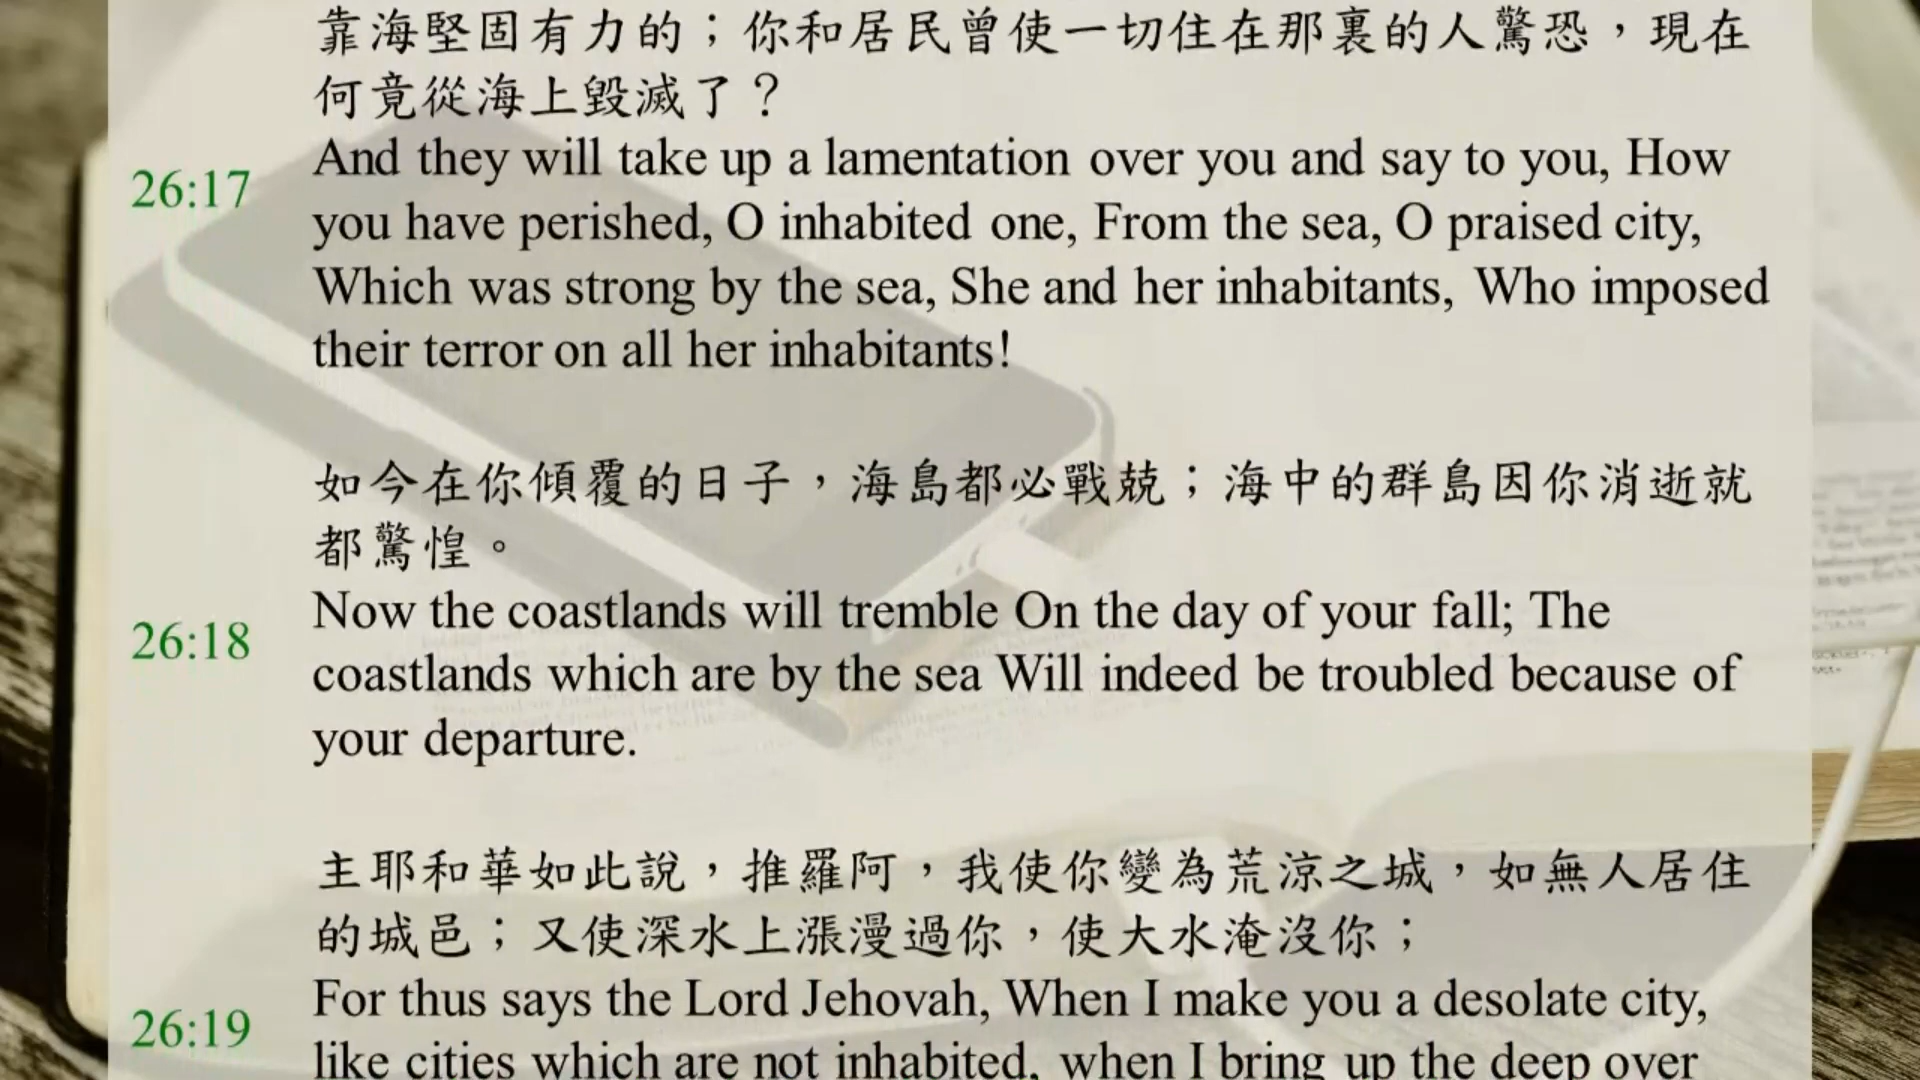 靠海堅固有力的；你和居民曾使一切住在那裏的人驚恐，現在
何竟從海上毀滅了？
26:17
And they will take up a lamentation over you and say to you, How
you have perished, O inhabited one, From the sea, O praised city,
Which was strong by the sea, She and her inhabitants, Who imposed
their terror on all her inhabitants!
如今在你傾覆的日子，海島都必戰兢；海中的群島因你消逝就
都驚惶。
26:18
Now the coastlands will tremble On the day of your fall; The
coastlands which are by the sea Will indeed be troubled because of
your departure.
主耶和華如此說，推羅阿，我使你變為荒涼之城，如無人居住
的城邑；又使深水上漲漫過你，使大水淹沒你；
26:19
For thus says the Lord Jehovah, When I make you a desolate city,
like cities which are not inhabited, when I bring up the deep over